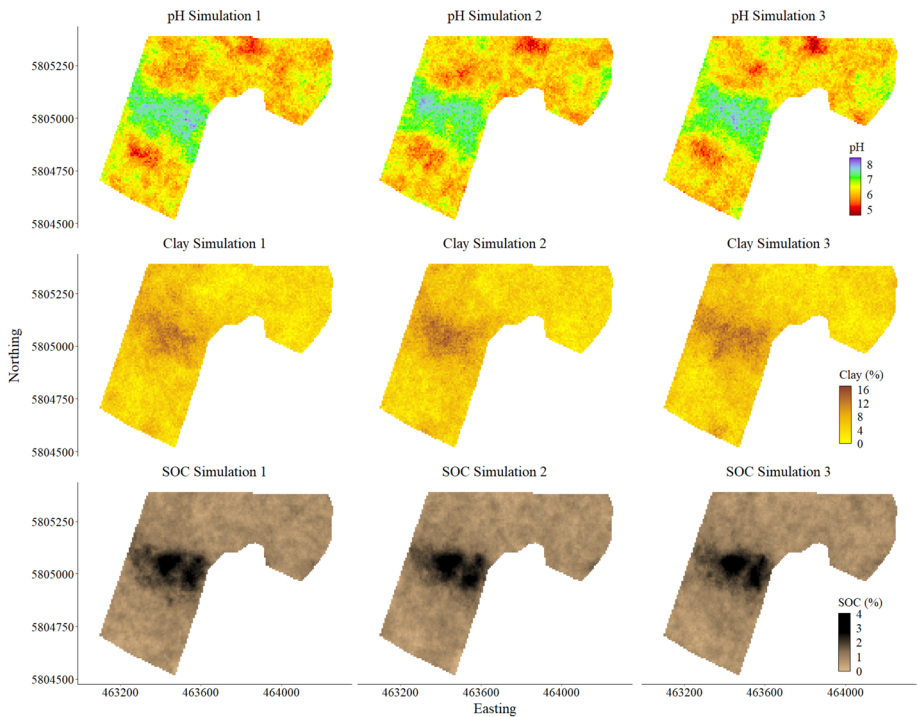 pH Simulation 1 pH Simulation 2 pH Simulation 3
5805250
5805000
5804750
5804500
pH
8
7
6
5
Clay Simulation 1 Clay Simulation 2 Clay Simulation 3
5805250
5805000
5804750
5804500
Clay (%)
16
12
8
4
0
Northing
SOC Simulation 1 SOC Simulation 2 SOC Simulation 3
5805250
5805000
5804750
5804500
SOC (%)
4
3
2
1
0
463200 463600 464000 463200 463600 464000 463200 463600 464000
Easting